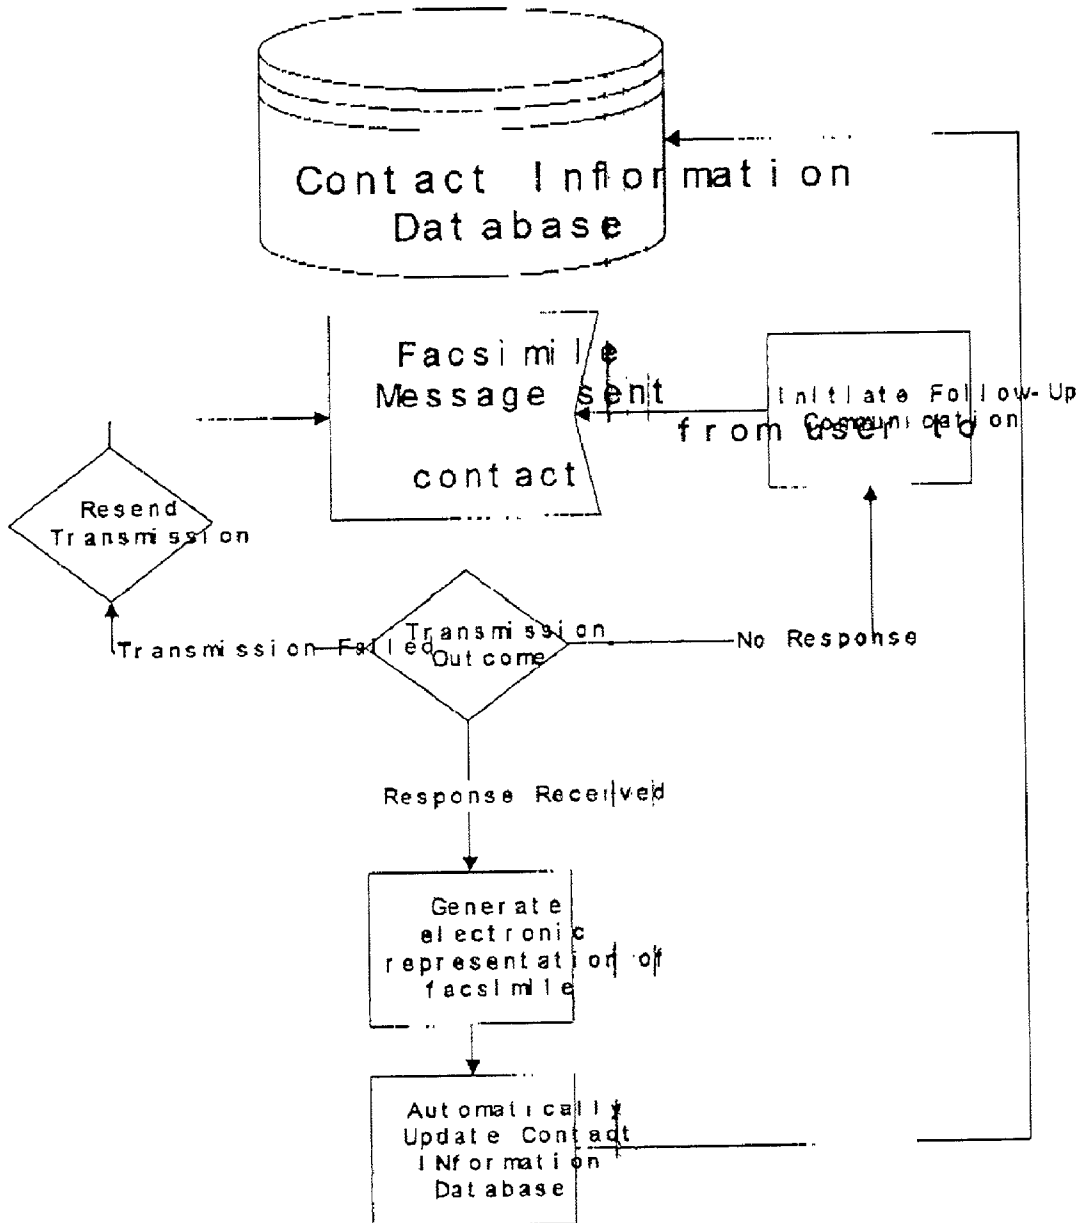 Contact Information
Database
Facsimile
Message sent
from user to
contact
Initiate Follow-Up
Communication
Resend
Transmission
Transmission Failed
Transmission
Outcome
No Response
Response Received
Generate
electronic
representation of
facsimile
Automatically
Update Contact
INformation
Database